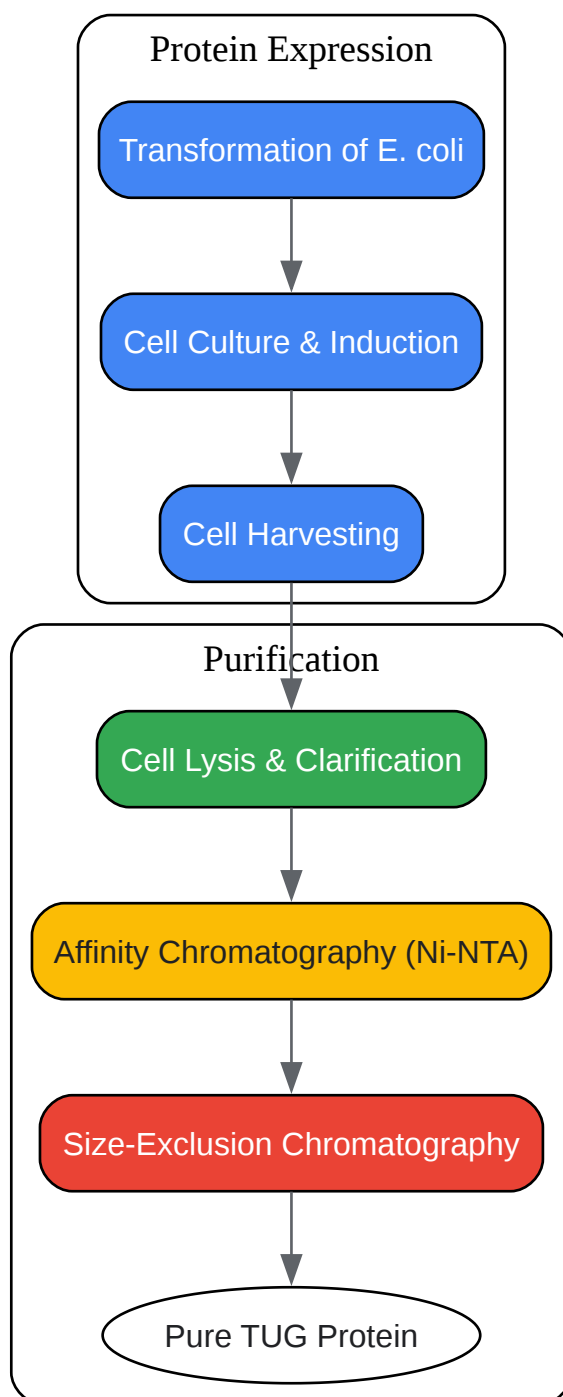 Protein Expression
Transformation of E. coli
Cell Culture & Induction
Cell Harvesting
Purification
Cell Lysis & Clarification
Affinity Chromatography (Ni-NTA)
Size-Exclusion Chromatography
Pure TUG Protein